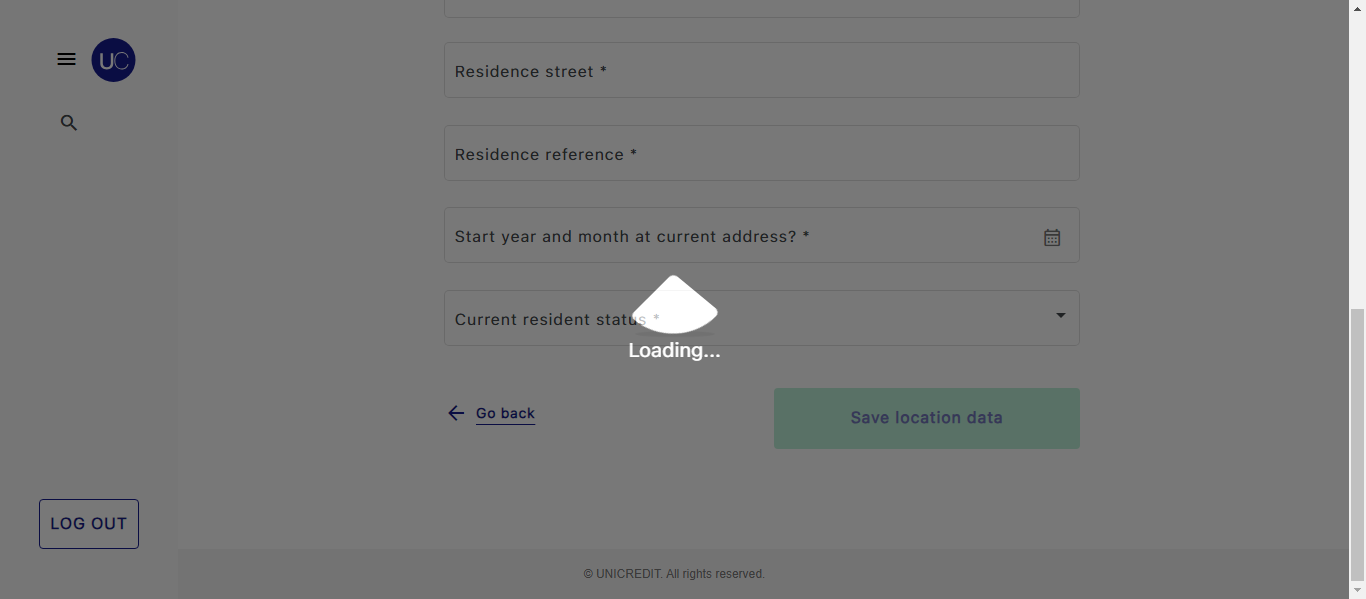 UC
Residence street *
Residence reference *
Start year and month at current address? *
Current resident status *
Loading...
Go back
Save location data
LOG OUT
© UNICREDIT. All rights reserved.